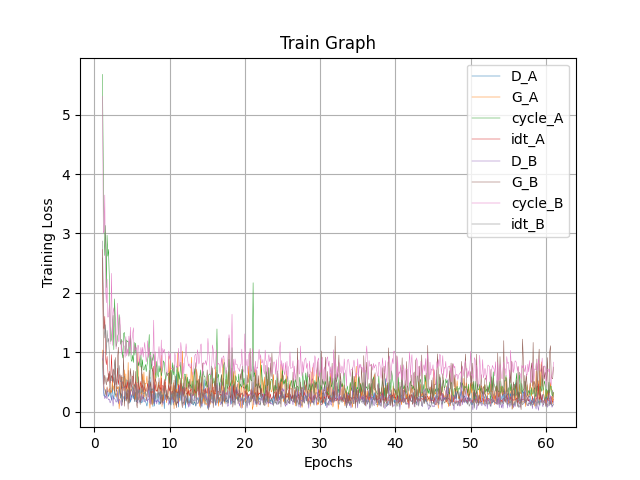 Train Graph
Training Loss
5
4
3
2
1
0
0 10 20 30 40 50 60
Epochs
D_A
G_A
cycle_A
idt_A
D_B
G_B
cycle_B
idt_B